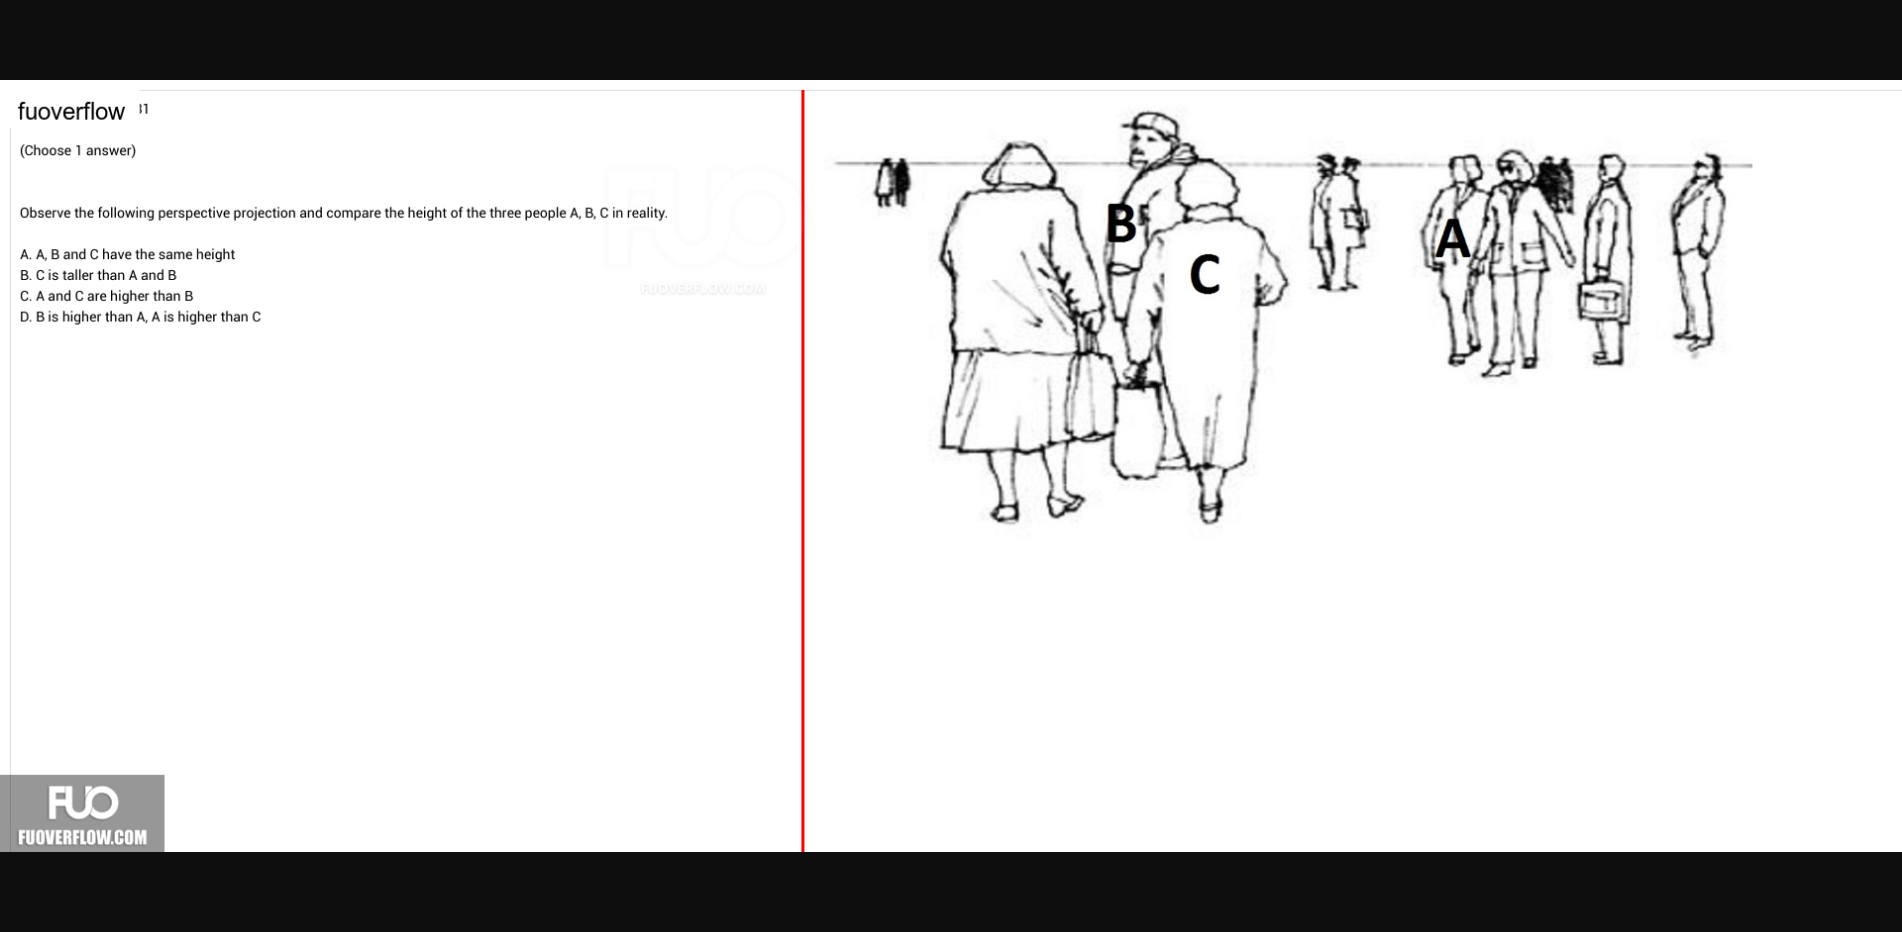 fuoverflow 31
(Choose 1 answer)
Observe the following perspective projection and compare the height of the three people A, B, C in reality.
A. A, B and C have the same height
B. C is taller than A and B
C. A and C are higher than B
D. B is higher than A, A is higher than C
FUO
FUOVERFLOW.COM
B
C
A
FUO
FUOVERFLOW.COM